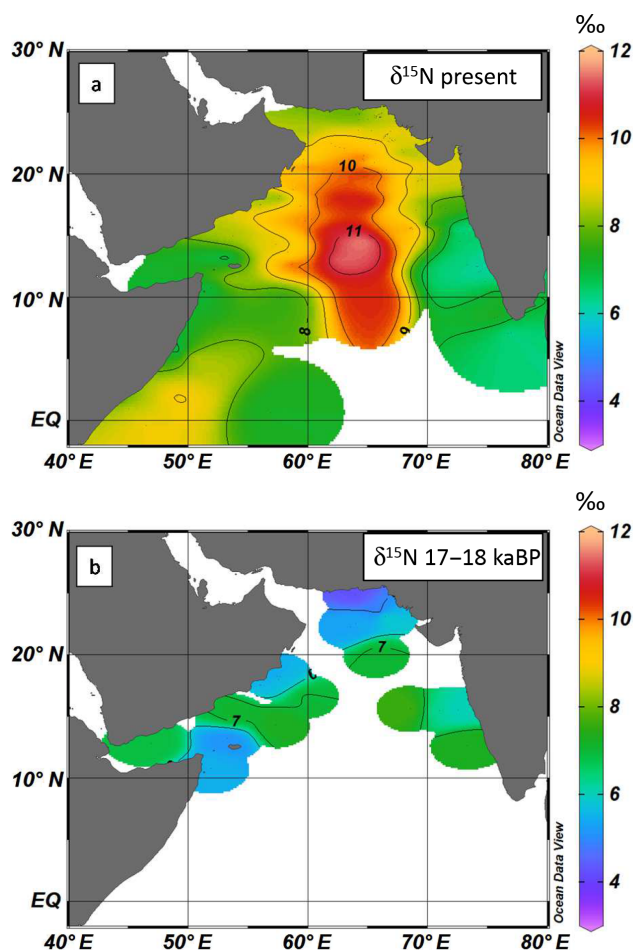 ‰
30° N
20° N
10° N
EQ
40° E
50° E
60° E
70° E
80° E
a
δ¹⁵N present
10
11
8
9
Ocean Data View
12
10
8
6
4
‰
30° N
20° N
10° N
EQ
40° E
50° E
60° E
70° E
80° E
b
δ¹⁵N 17–18 kaBP
7
7
Ocean Data View
12
10
8
6
4